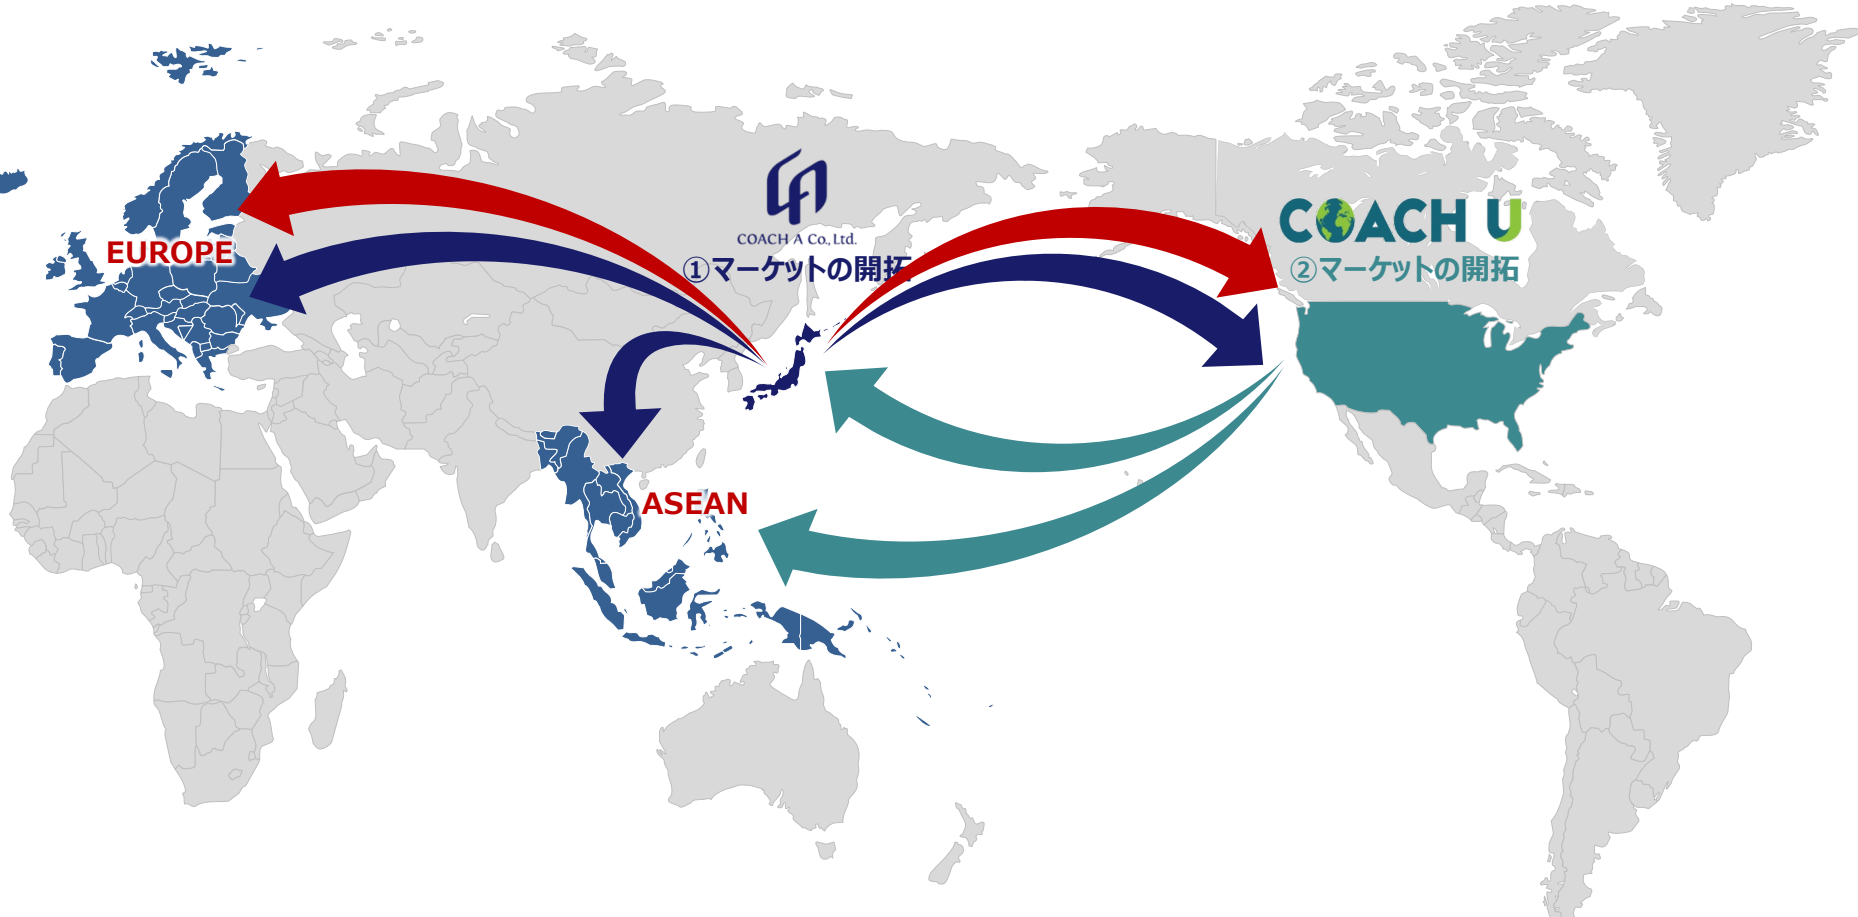 COACH A Co., Ltd.
①マーケットの開拓
COACH U
②マーケットの開拓
EUROPE
ASEAN